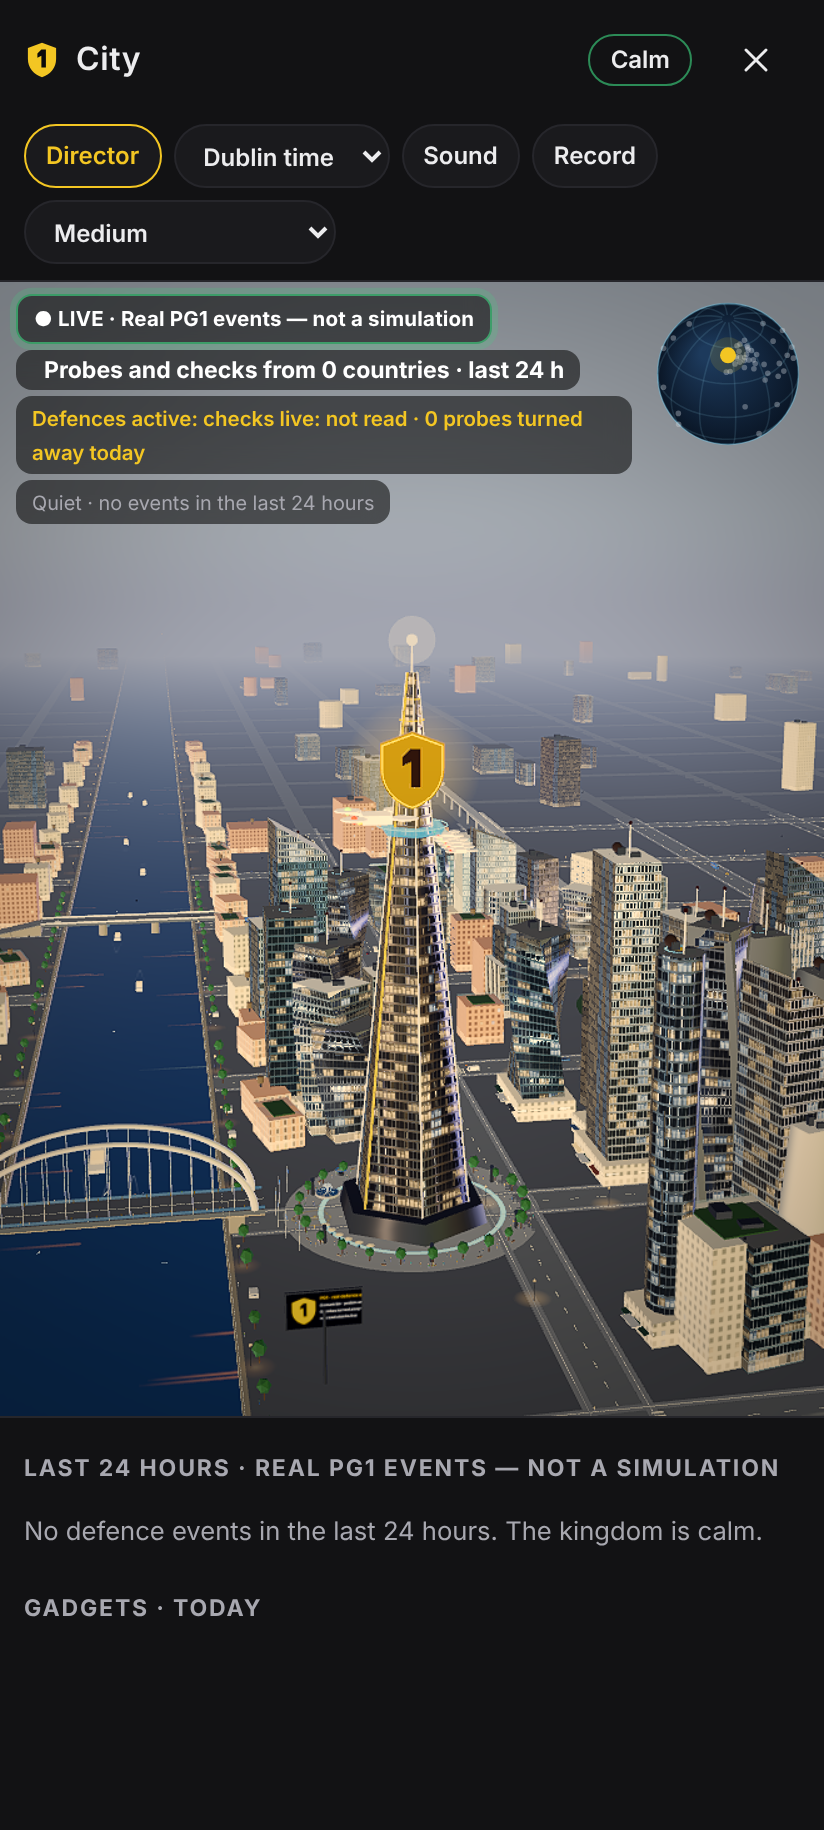 1 City
Calm
Director
Dublin time
Sound
Record
Medium
LIVE · Real PG1 events — not a simulation
Probes and checks from 0 countries · last 24 h
Defences active: checks live: not read · 0 probes turned
away today
Quiet · no events in the last 24 hours
1
1
LAST 24 HOURS · REAL PG1 EVENTS — NOT A SIMULATION
No defence events in the last 24 hours. The kingdom is calm.
GADGETS · TODAY